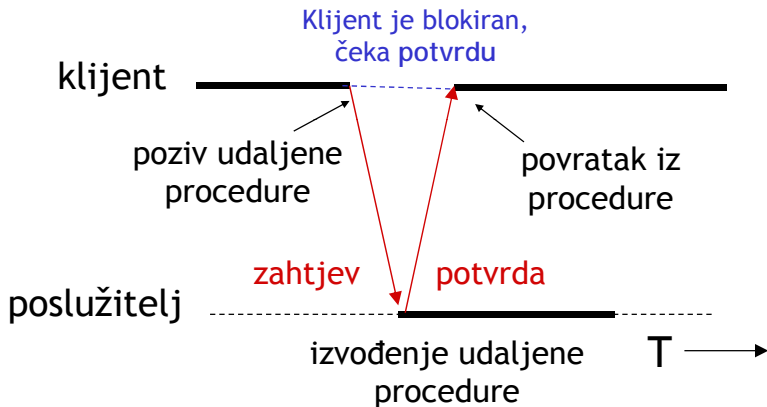 Klijent je blokiran,
čeka potvrdu
klijent
poziv udaljene
procedure
povratak iz
procedure
zahtjev
potvrda
poslužitelj
izvođenje udaljene
procedure
T